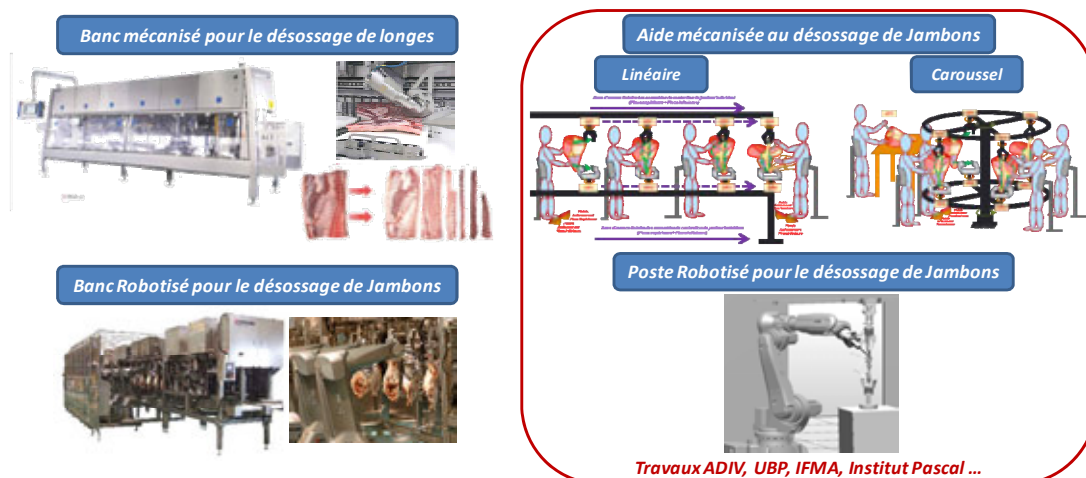 Banc mécanisé pour le désossage de longes
Aide mécanisée au désossage de Jambons
Linéaire
Caroussel
Banc Robotisé pour le désossage de Jambons
Poste Robotisé pour le désossage de Jambons
Travaux ADIV, UBP, IFMA, Institut Pascal ...